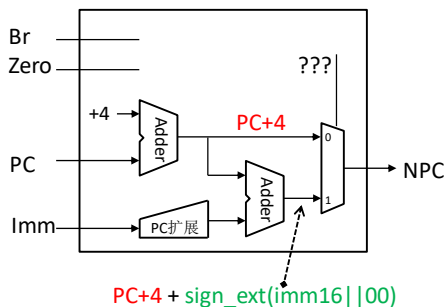 Br
Zero
???
+4
Adder
PC+4
0
PC
NPC
Adder
1
Imm
PC扩展
PC+4 + sign_ext(imm16||00)